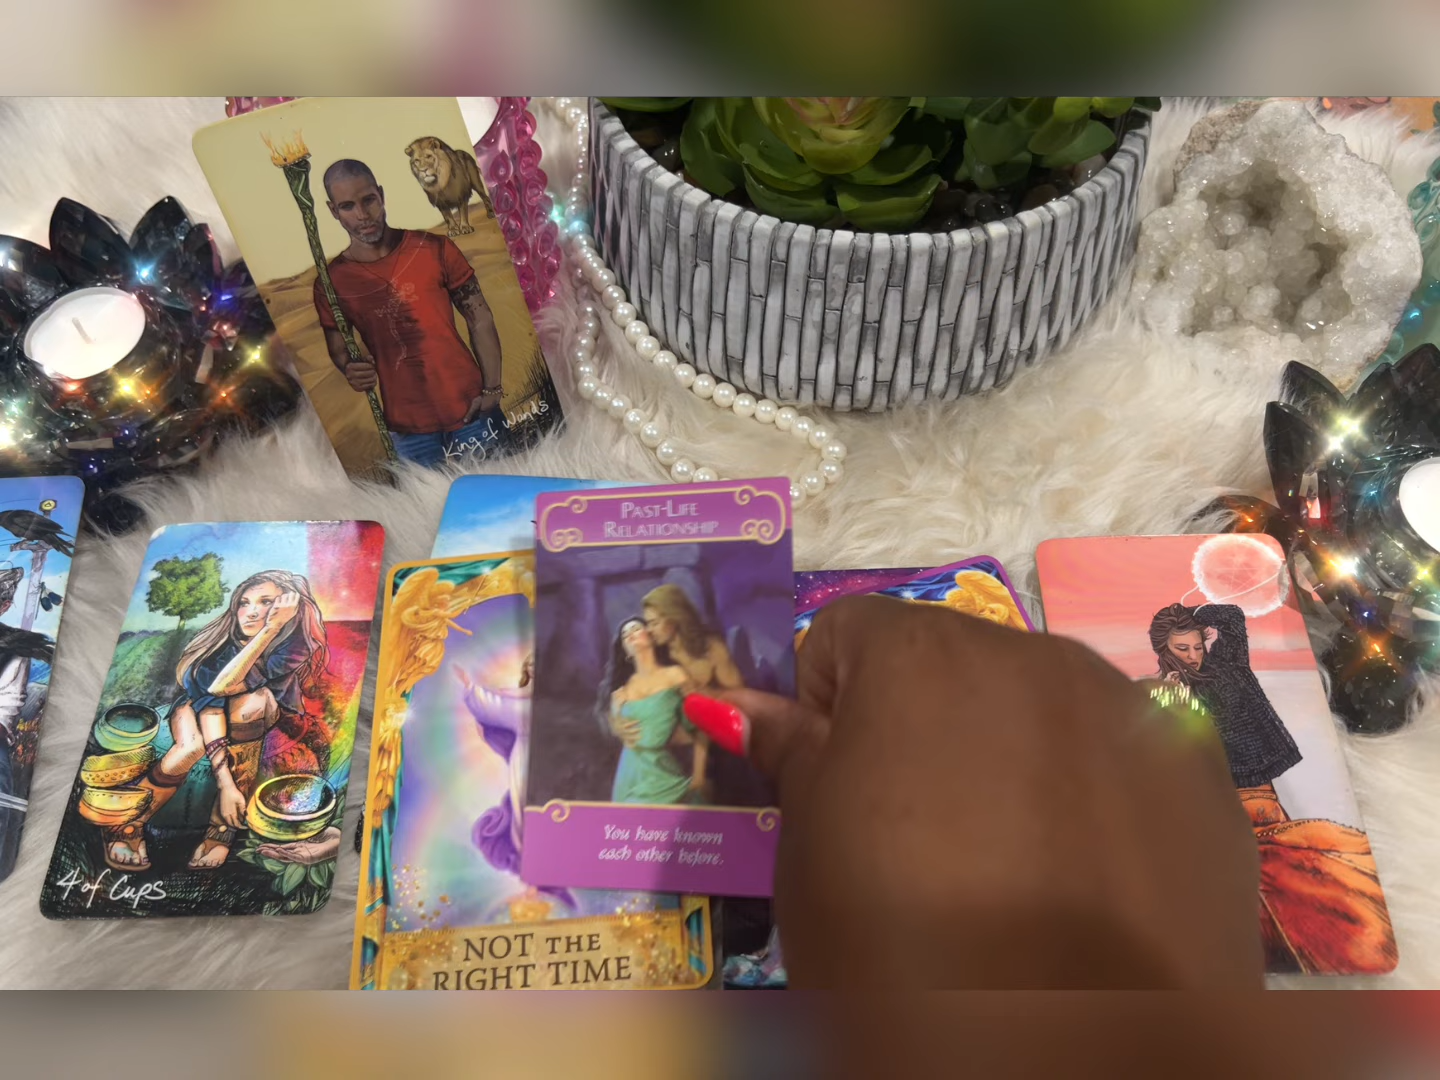 King of Wands
PAST-LIFE
RELATIONSHIP
You have known
each other before.
4 of Cups
NOT THE
RIGHT TIME